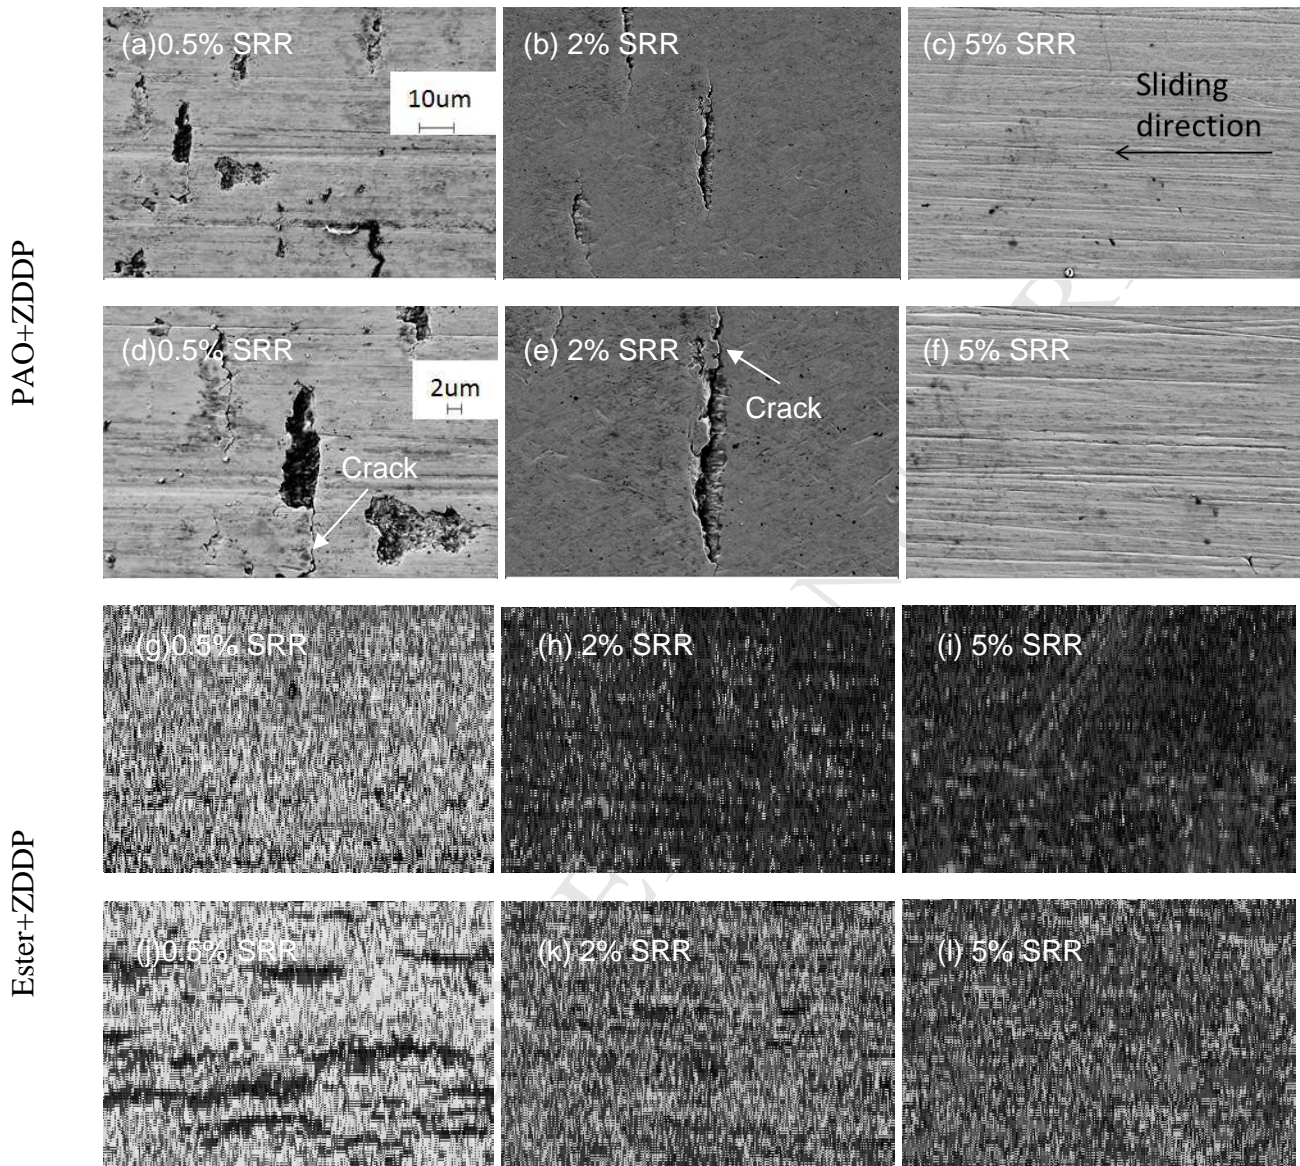 PAO+ZDDP
(a)0.5% SRR
10um
(b) 2% SRR
(c) 5% SRR
Sliding
direction
(d)0.5% SRR
2um
Crack
(e) 2% SRR
Crack
(f) 5% SRR
Ester+ZDDP
(g)0.5% SRR
(h) 2% SRR
(i) 5% SRR
(j)0.5% SRR
(k) 2% SRR
(l) 5% SRR